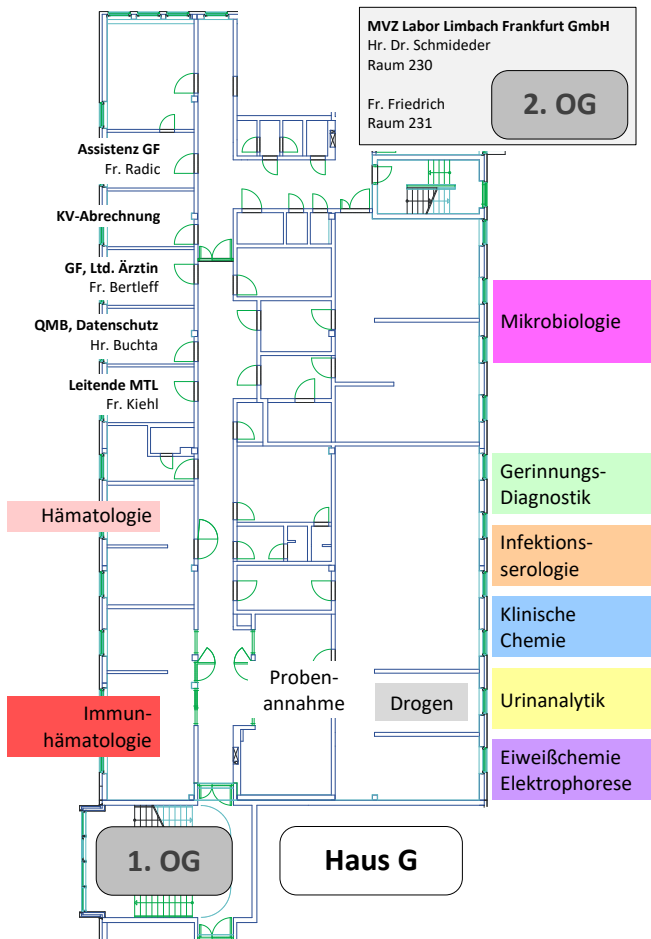 MVZ Labor Limbach Frankfurt GmbH
Hr. Dr. Schmideder
Raum 230
Fr. Friedrich
Raum 231
2. OG
Assistenz GF
Fr. Radic
KV-Abrechnung
GF, Ltd. Ärztin
Fr. Bertleff
QMB, Datenschutz
Hr. Buchta
Leitende MTL
Fr. Kiehl
Mikrobiologie
Gerinnungs-
Diagnostik
Hämatologie
Infektions-
serologie
Klinische
Chemie
Proben-
annahme
Drogen
Urinanalytik
Immun-
hämatologie
Eiweißchemie
Elektrophorese
1. OG
Haus G